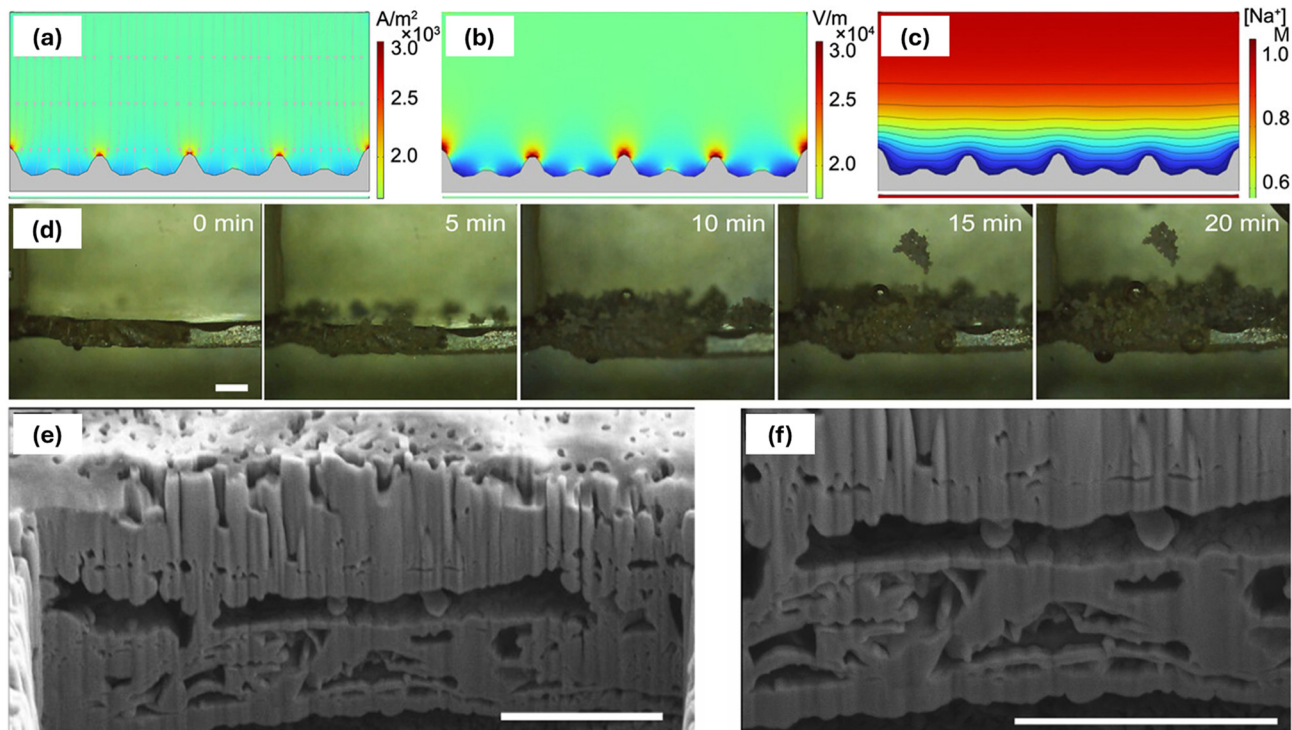 (a)
A/m²
×10³
3.0
2.5
2.0
(b)
V/m
×10⁴
3.0
2.5
2.0
(c)
[Na⁺]
M
1.0
0.8
0.6
(d)
0 min
5 min
10 min
15 min
20 min
(e)
(f)